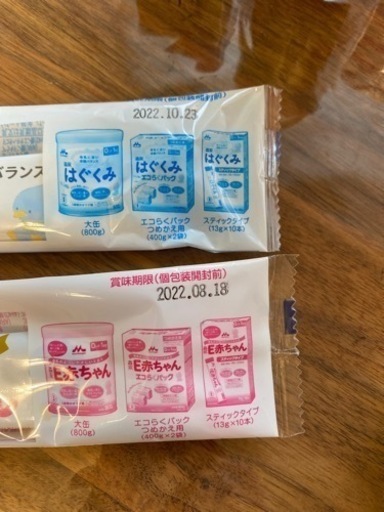 2022.10.23
バランス
はぐくみ
はぐくみ
エコらくパック
はぐくみ
大缶
(800g)
エコらくパック
つめかえ用
(400g×2袋)
スティックタイプ
(13g×10本)
賞味期限(個包装開封前)
2022.08.18
E赤ちゃん
E赤ちゃん
エコらくパック
E赤ちゃん
大缶
(800g)
エコらくパック
つめかえ用
(400g×2袋)
スティックタイプ
(13g×10本)